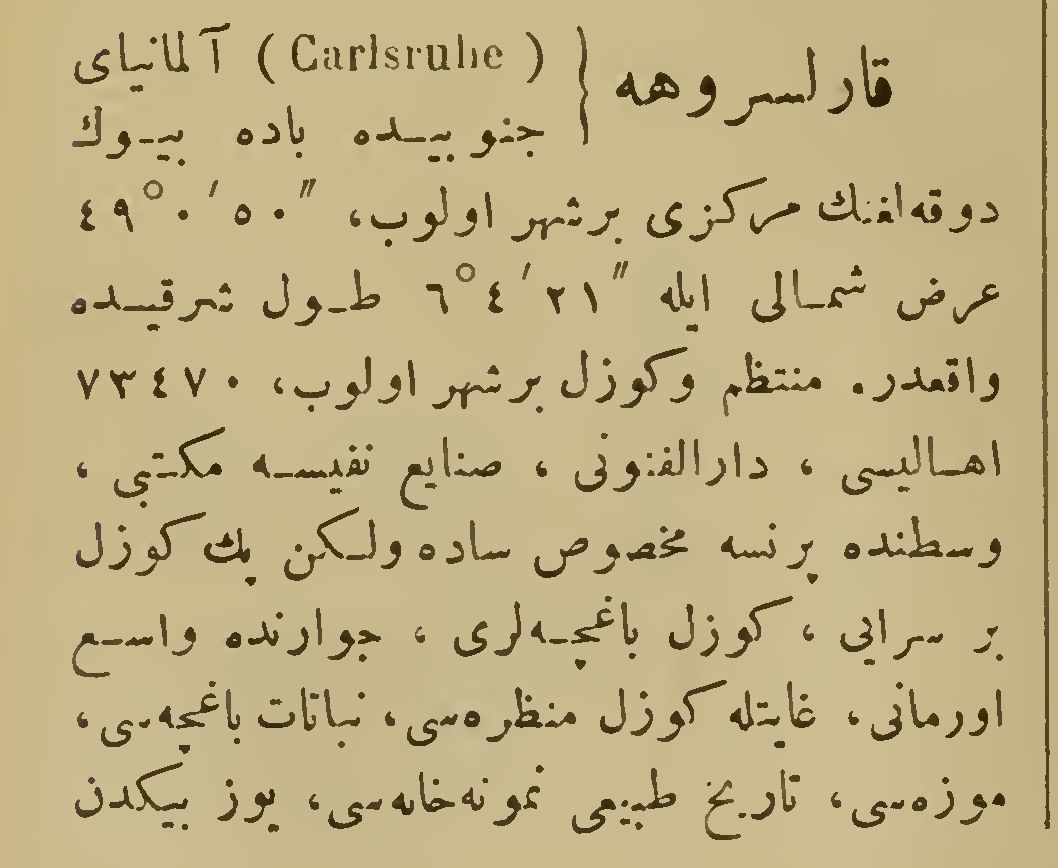 قارلسروهه { (Carlsruhe) آلمانیای
جنوبیده باده بیوك
دوقه‌لغنك مركزی برشهر اولوب، ″٥٠ ′٠ °٤٩
عرض شمالی ایله ″٢١ ′٤ °٦ طول شرقیده
واقعدر. منتظم وكوزل برشهر اولوب، ٧٣٤٧٠
اهالیسی ، دارالفنونی ، صنایع نفیسه مكتبی ،
وسطنده پرنسه مخصوص ساده ولكن پك كوزل
بر سرایی ، كوزل باغچه‌لری ، جوارنده واسع
اورمانی، غایتله كوزل منظره‌سی، نباتات باغچه‌سی،
موزه‌سی، تاریخ طبیعی نمونه‌خانه‌سی، یوز بیكدن